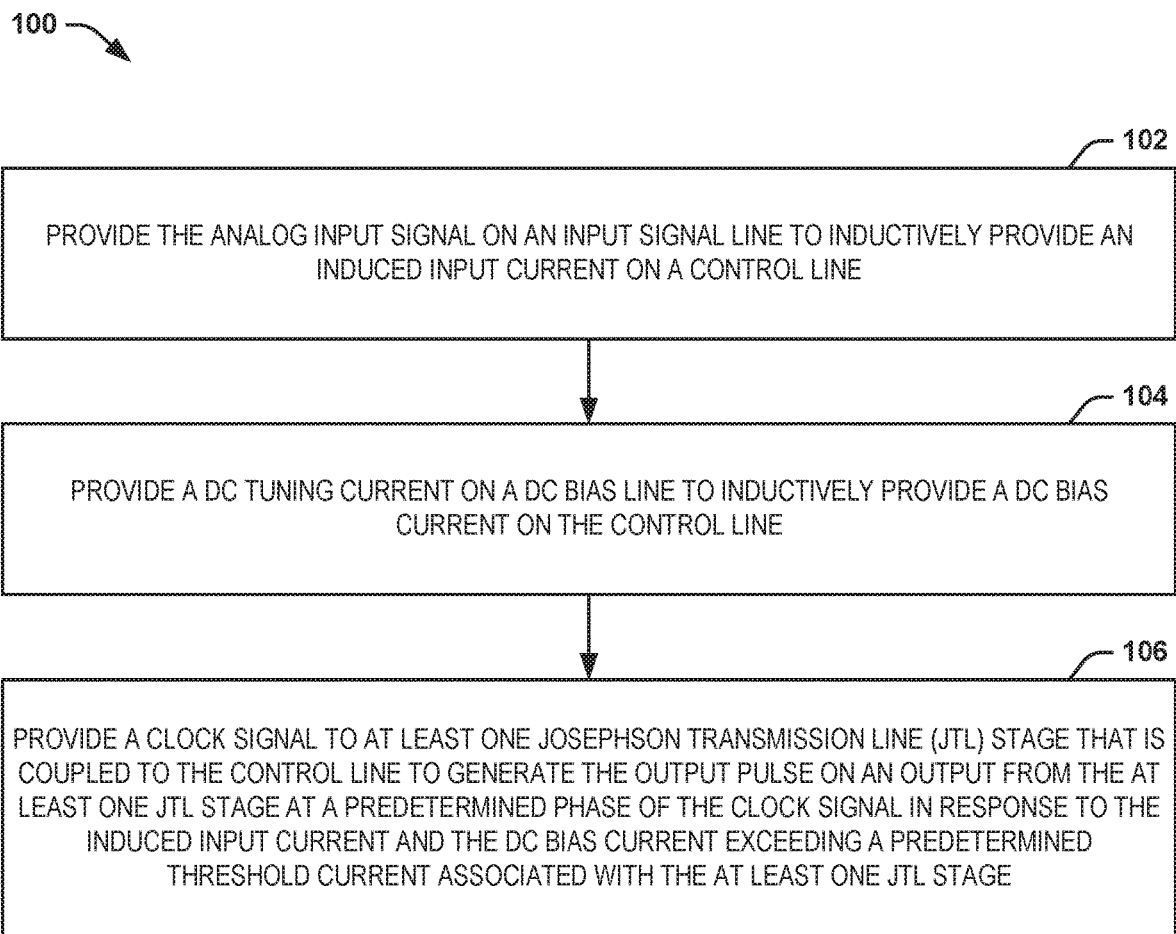 100
102
PROVIDE THE ANALOG INPUT SIGNAL ON AN INPUT SIGNAL LINE TO INDUCTIVELY PROVIDE AN
INDUCED INPUT CURRENT ON A CONTROL LINE
104
PROVIDE A DC TUNING CURRENT ON A DC BIAS LINE TO INDUCTIVELY PROVIDE A DC BIAS
CURRENT ON THE CONTROL LINE
106
PROVIDE A CLOCK SIGNAL TO AT LEAST ONE JOSEPHSON TRANSMISSION LINE (JTL) STAGE THAT IS
COUPLED TO THE CONTROL LINE TO GENERATE THE OUTPUT PULSE ON AN OUTPUT FROM THE AT
LEAST ONE JTL STAGE AT A PREDETERMINED PHASE OF THE CLOCK SIGNAL IN RESPONSE TO THE
INDUCED INPUT CURRENT AND THE DC BIAS CURRENT EXCEEDING A PREDETERMINED
THRESHOLD CURRENT ASSOCIATED WITH THE AT LEAST ONE JTL STAGE